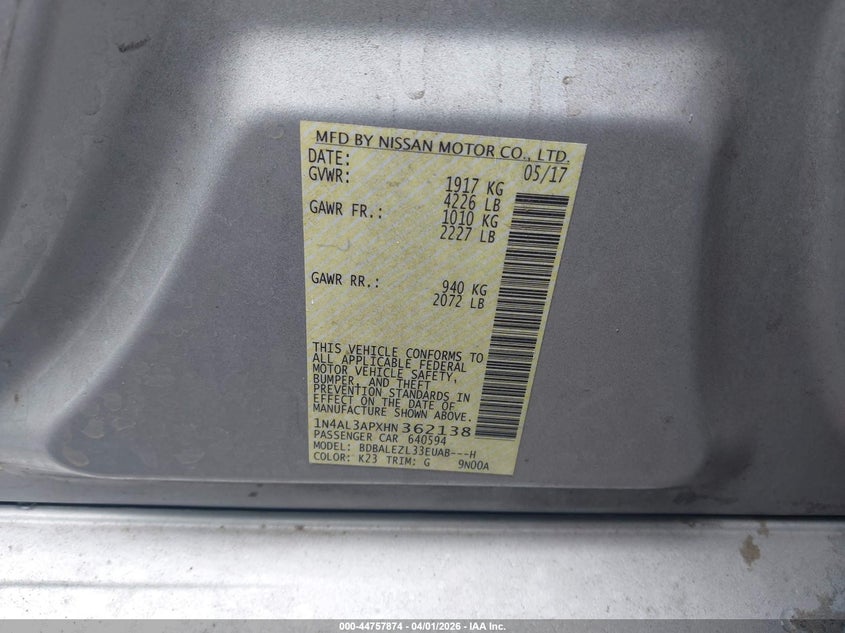 MFD BY NISSAN MOTOR CO., LTD.
DATE: 05/17
GVWR: 1917 KG
4226 LB
GAWR FR.: 1010 KG
2227 LB
GAWR RR.: 940 KG
2072 LB
THIS VEHICLE CONFORMS TO
ALL APPLICABLE FEDERAL
MOTOR VEHICLE SAFETY,
BUMPER, AND THEFT
PREVENTION STANDARDS IN
EFFECT ON THE DATE OF
MANUFACTURE SHOWN ABOVE.
1N4AL3APXHN 362138
PASSENGER CAR 640594
MODEL: BDBALEZL33EUAB---H
COLOR: K23 TRIM: G 9N00A
000-44757874 | 04/01/2026 | IAA Inc.